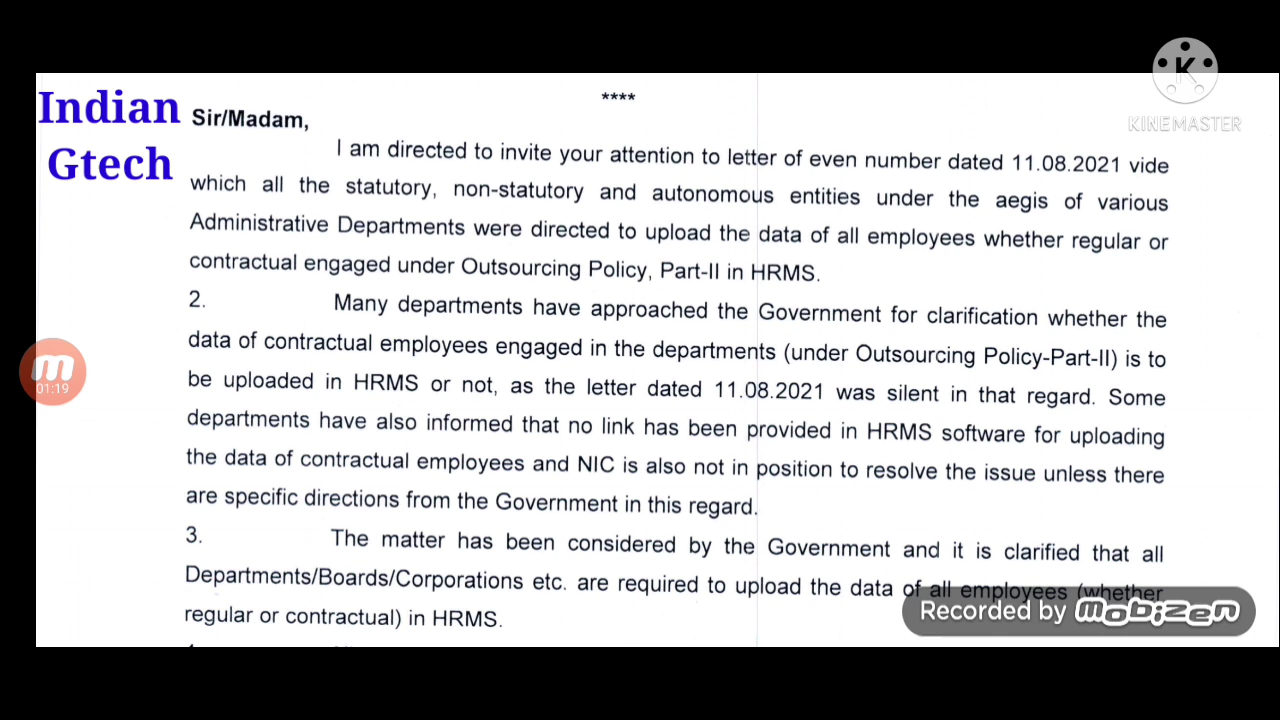 Indian
Gtech
KINEMASTER
****
Sir/Madam,
I am directed to invite your attention to letter of even number dated 11.08.2021 vide
which all the statutory, non-statutory and autonomous entities under the aegis of various
Administrative Departments were directed to upload the data of all employees whether regular or
contractual engaged under Outsourcing Policy, Part-II in HRMS.
2. Many departments have approached the Government for clarification whether the
data of contractual employees engaged in the departments (under Outsourcing Policy-Part-II) is to
be uploaded in HRMS or not, as the letter dated 11.08.2021 was silent in that regard. Some
departments have also informed that no link has been provided in HRMS software for uploading
the data of contractual employees and NIC is also not in position to resolve the issue unless there
are specific directions from the Government in this regard.
3. The matter has been considered by the Government and it is clarified that all
Departments/Boards/Corporations etc. are required to upload the data of all employees (whether
regular or contractual) in HRMS.
01:19
Recorded by mobizen